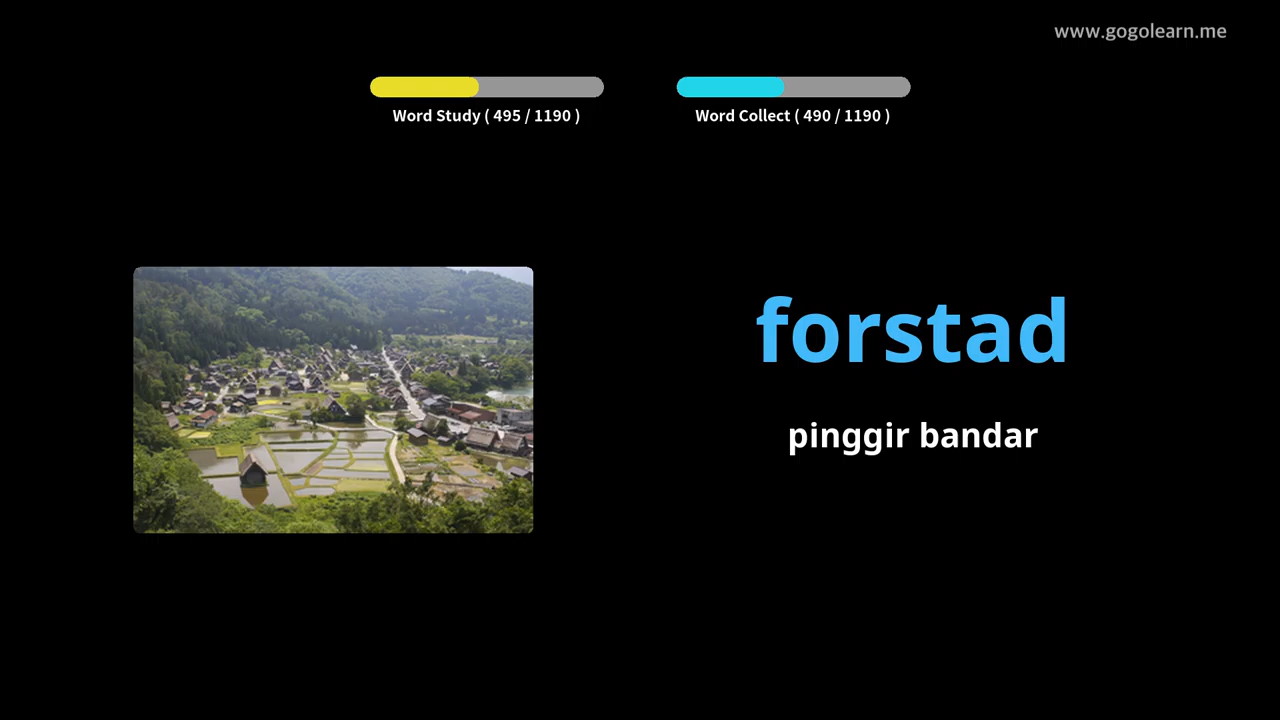 www.gogolearn.me
Word Study ( 495 / 1190 )
Word Collect ( 490 / 1190 )
forstad
pinggir bandar